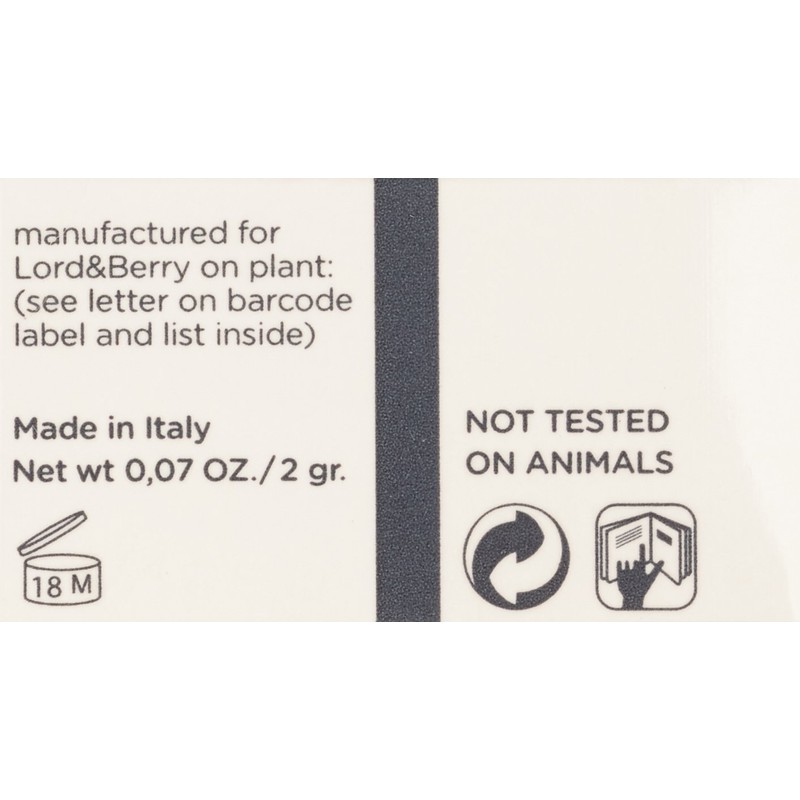 manufactured for
Lord&Berry on plant:
(see letter on barcode
label and list inside)
Made in Italy
Net wt 0,07 OZ./2 gr.
18 M
NOT TESTED
ON ANIMALS